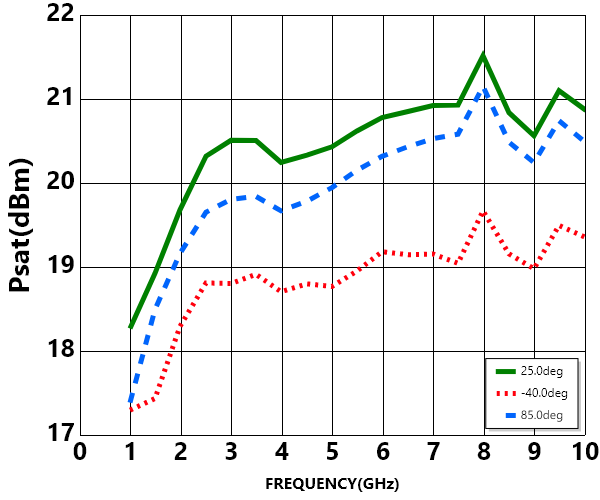 22
21
20
19
18
17
Psat(dBm)
0 1 2 3 4 5 6 7 8 9 10
FREQUENCY(GHz)
25.0deg
-40.0deg
85.0deg